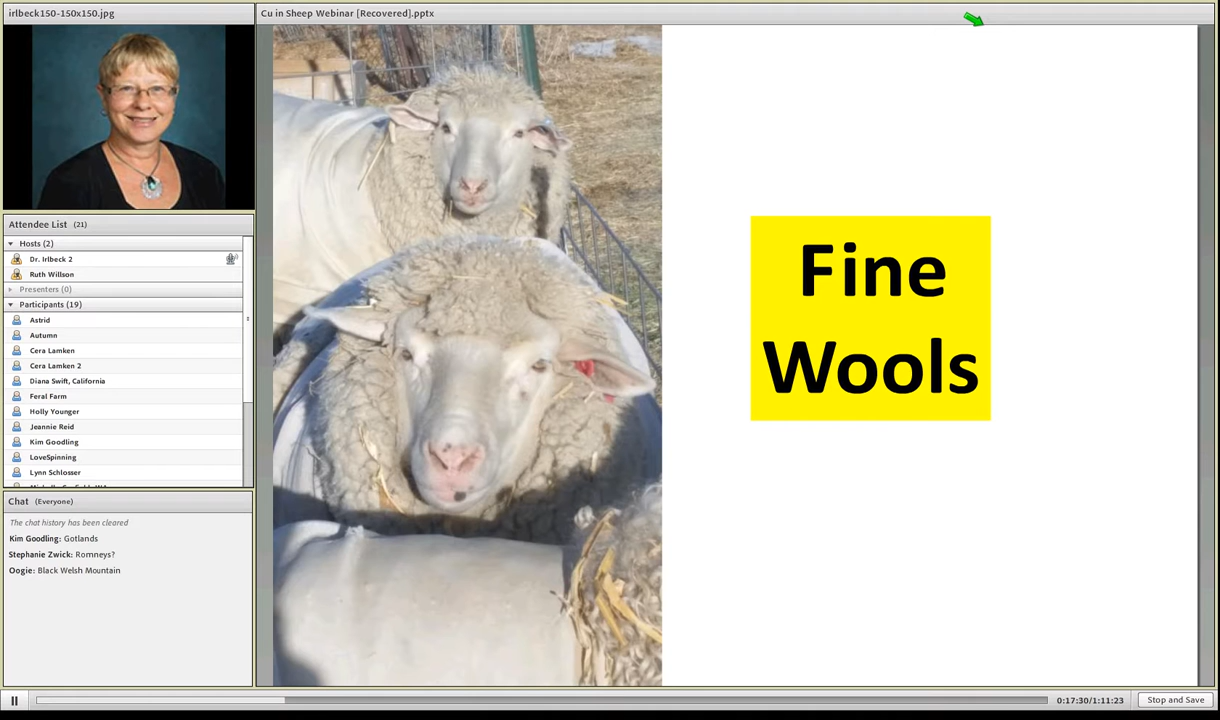 irlbeck150-150x150.jpg
Cu in Sheep Webinar [Recovered].pptx
Attendee List (21)
Hosts (2)
Dr. Irlbeck 2
Ruth Willson
Presenters (0)
Participants (19)
Astrid
Autumn
Cera Lamken
Cera Lamken 2
Diana Swift, California
Feral Farm
Holly Younger
Jeannie Reid
Kim Goodling
LoveSpinning
Lynn Schlosser
Chat (Everyone)
The chat history has been cleared
Kim Goodling: Gotlands
Stephanie Zwick: Romneys?
Oogie: Black Welsh Mountain
Fine
Wools
0:17:30/1:11:23
Stop and Save